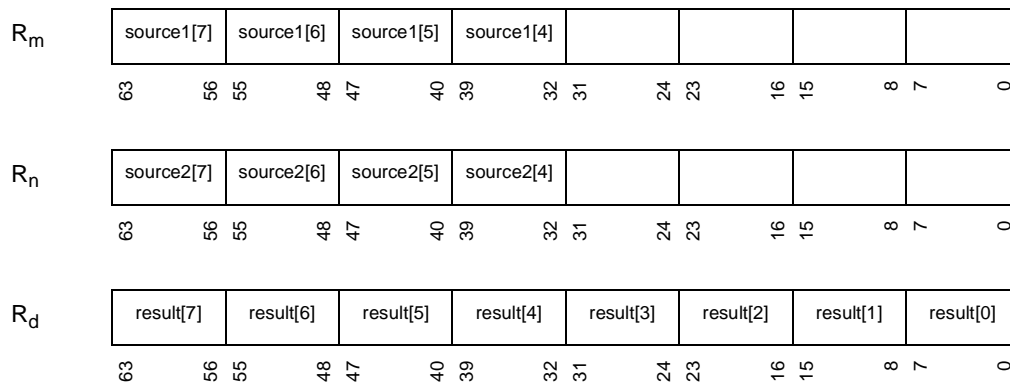 Rm source1[7] source1[6] source1[5] source1[4]
63 56 55 48 47 40 39 32 31 24 23 16 15 8 7 0
Rn source2[7] source2[6] source2[5] source2[4]
63 56 55 48 47 40 39 32 31 24 23 16 15 8 7 0
Rd result[7] result[6] result[5] result[4] result[3] result[2] result[1] result[0]
63 56 55 48 47 40 39 32 31 24 23 16 15 8 7 0